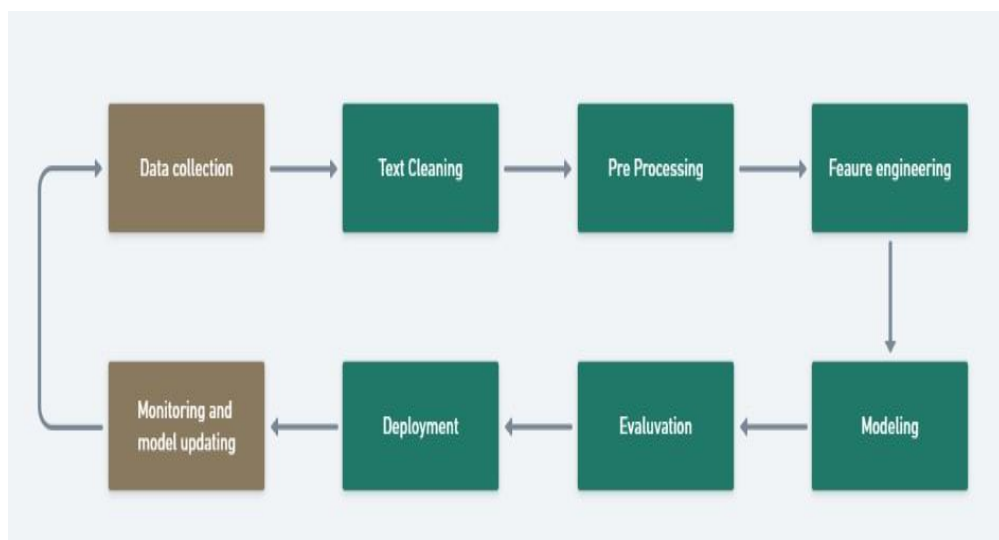 Data collection
Text Cleaning
Pre Processing
Feaure engineering
Monitoring and
model updating
Deployment
Evaluvation
Modeling